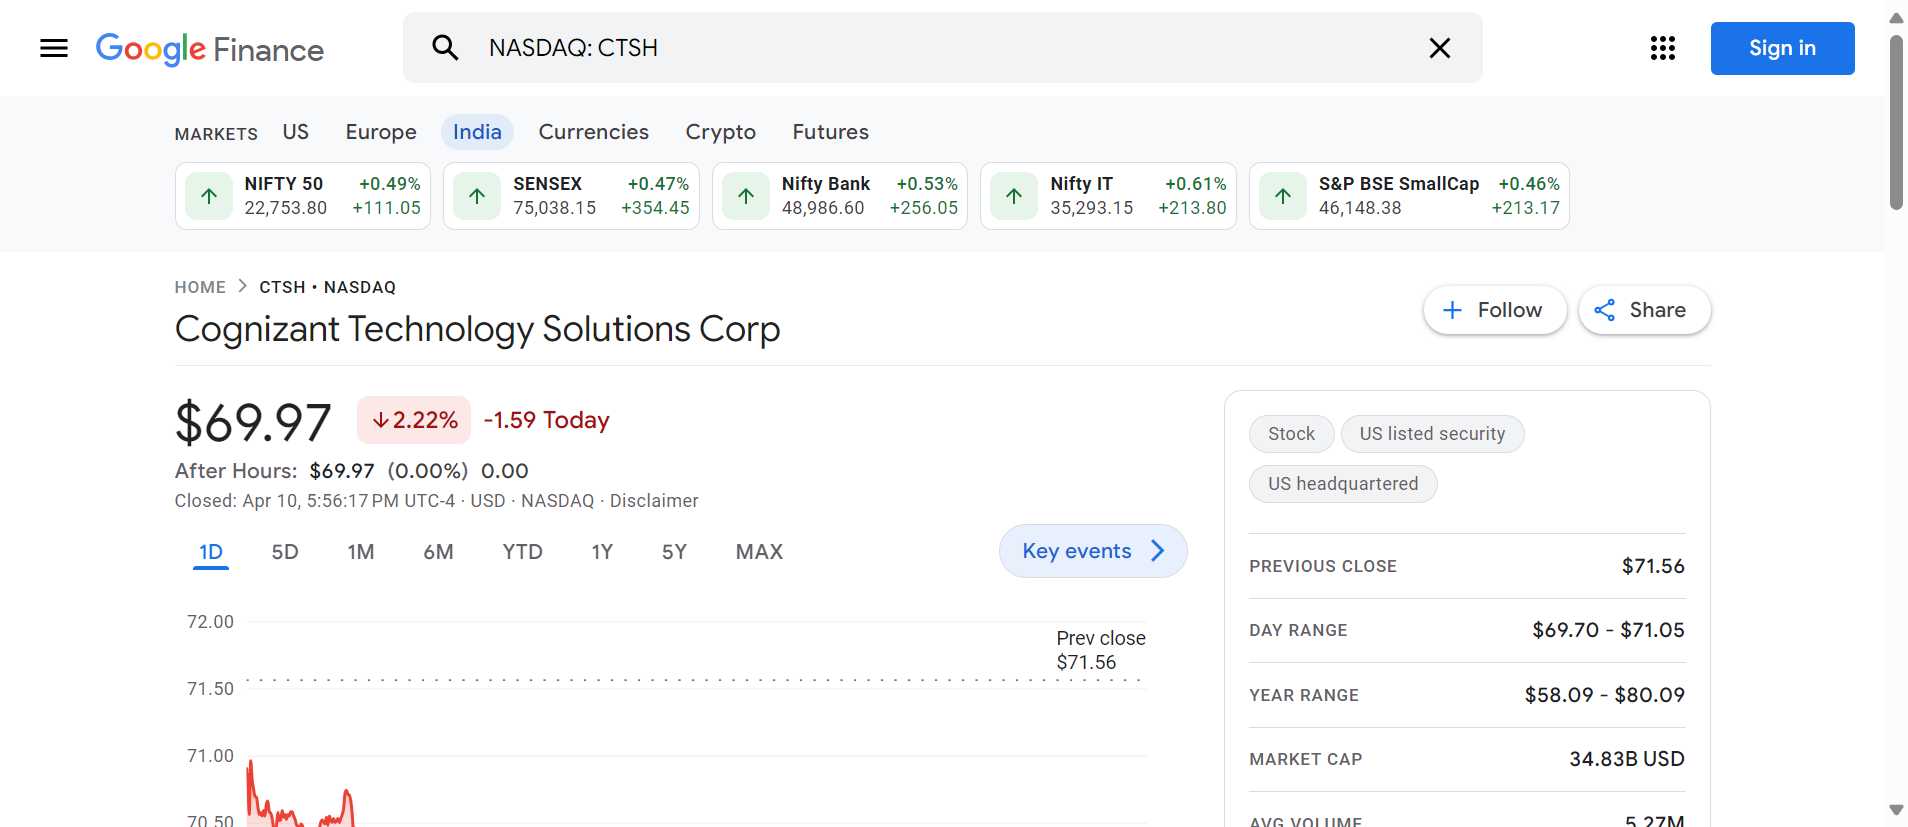 Google Finance
NASDAQ: CTSH
Sign in
MARKETS US Europe India Currencies Crypto Futures
NIFTY 50 +0.49%
22,753.80 +111.05
SENSEX +0.47%
75,038.15 +354.45
Nifty Bank +0.53%
48,986.60 +256.05
Nifty IT +0.61%
35,293.15 +213.80
S&P BSE SmallCap +0.46%
46,148.38 +213.17
HOME > CTSH • NASDAQ
Cognizant Technology Solutions Corp
Follow
Share
$69.97 ↓2.22% -1.59 Today
After Hours: $69.97 (0.00%) 0.00
Closed: Apr 10, 5:56:17 PM UTC-4 · USD · NASDAQ · Disclaimer
1D 5D 1M 6M YTD 1Y 5Y MAX
Key events
72.00
Prev close
$71.56
71.50
71.00
70.50
Stock
US listed security
US headquartered
PREVIOUS CLOSE $71.56
DAY RANGE $69.70 - $71.05
YEAR RANGE $58.09 - $80.09
MARKET CAP 34.83B USD
AVG VOLUME 5.27M